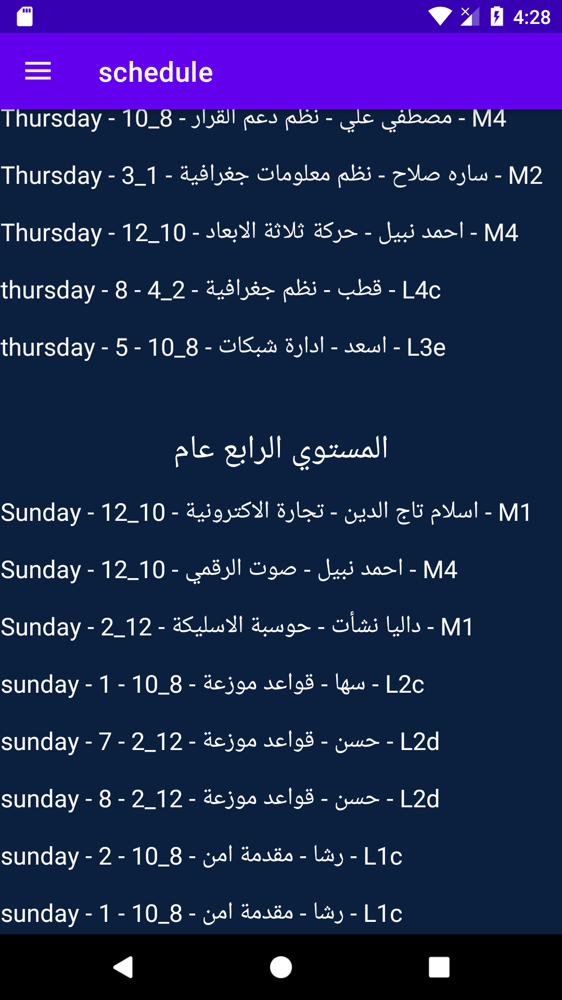 4:28
schedule
Thursday - 10_8 - مصطفي علي - نظم دعم القرار - M4
Thursday - 3_1 - ساره صلاح - نظم معلومات جغرافية - M2
Thursday - 12_10 - احمد نبيل - حركة ثلاثة الابعاد - M4
thursday - 8 - 4_2 - قطب - نظم جغرافية - L4c
thursday - 5 - 10_8 - اسعد - ادارة شبكات - L3e
المستوي الرابع عام
Sunday - 12_10 - اسلام تاج الدين - تجارة الاكترونية - M1
Sunday - 12_10 - احمد نبيل - صوت الرقمي - M4
Sunday - 2_12 - داليا نشأت - حوسبة الاسليكة - M1
sunday - 1 - 10_8 - سها - قواعد موزعة - L2c
sunday - 7 - 2_12 - حسن - قواعد موزعة - L2d
sunday - 8 - 2_12 - حسن - قواعد موزعة - L2d
sunday - 2 - 10_8 - رشا - مقدمة امن - L1c
sunday - 1 - 10_8 - رشا - مقدمة امن - L1c